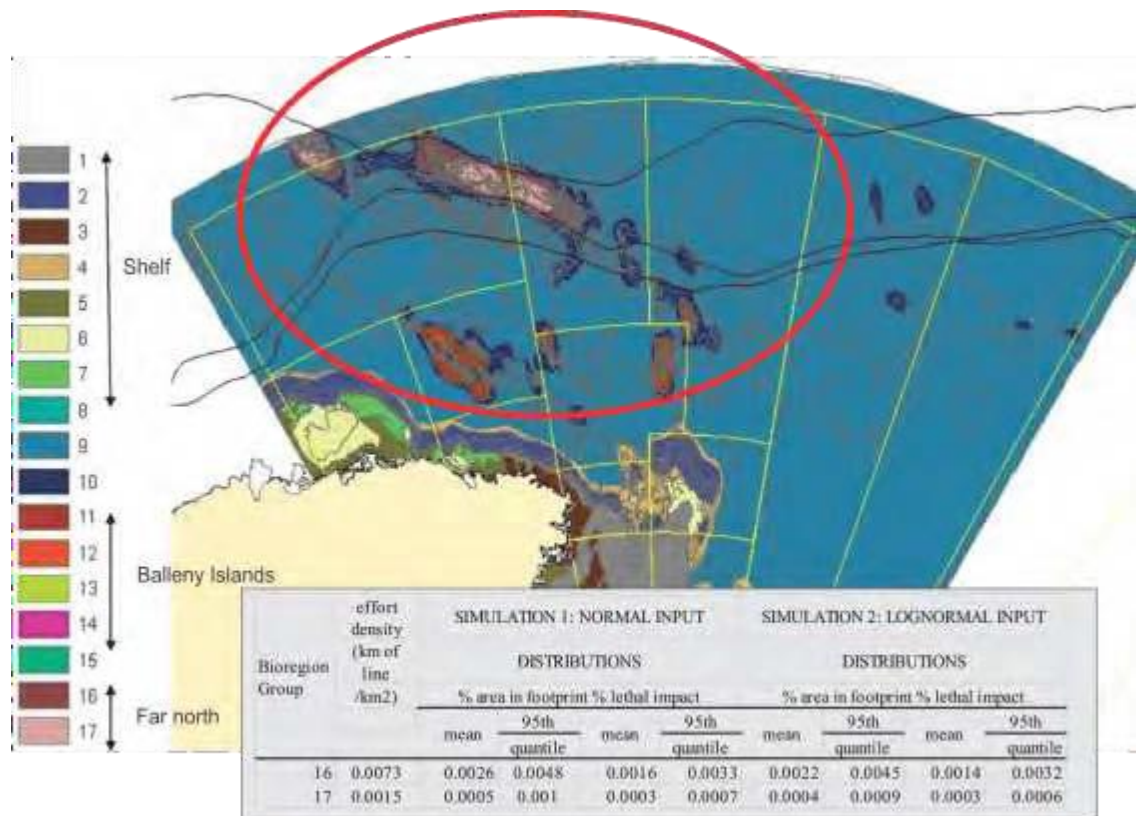 1
2
3
4
Shelf
5
6
7
8
9
10
11
12
Balleny Islands
13
14
15
16
Far north
17
effort
density
(km of
line
/km2)
Bioregion
Group
SIMULATION 1: NORMAL INPUT
DISTRIBUTIONS
SIMULATION 2: LOGNORMAL INPUT
DISTRIBUTIONS
% area in footprint % lethal impact
% area in footprint % lethal impact
mean 95th quantile mean 95th quantile mean 95th quantile mean 95th quantile
16 0.0073 0.0026 0.0048 0.0016 0.0033 0.0022 0.0045 0.0014 0.0032
17 0.0015 0.0005 0.001 0.0003 0.0007 0.0004 0.0009 0.0003 0.0006